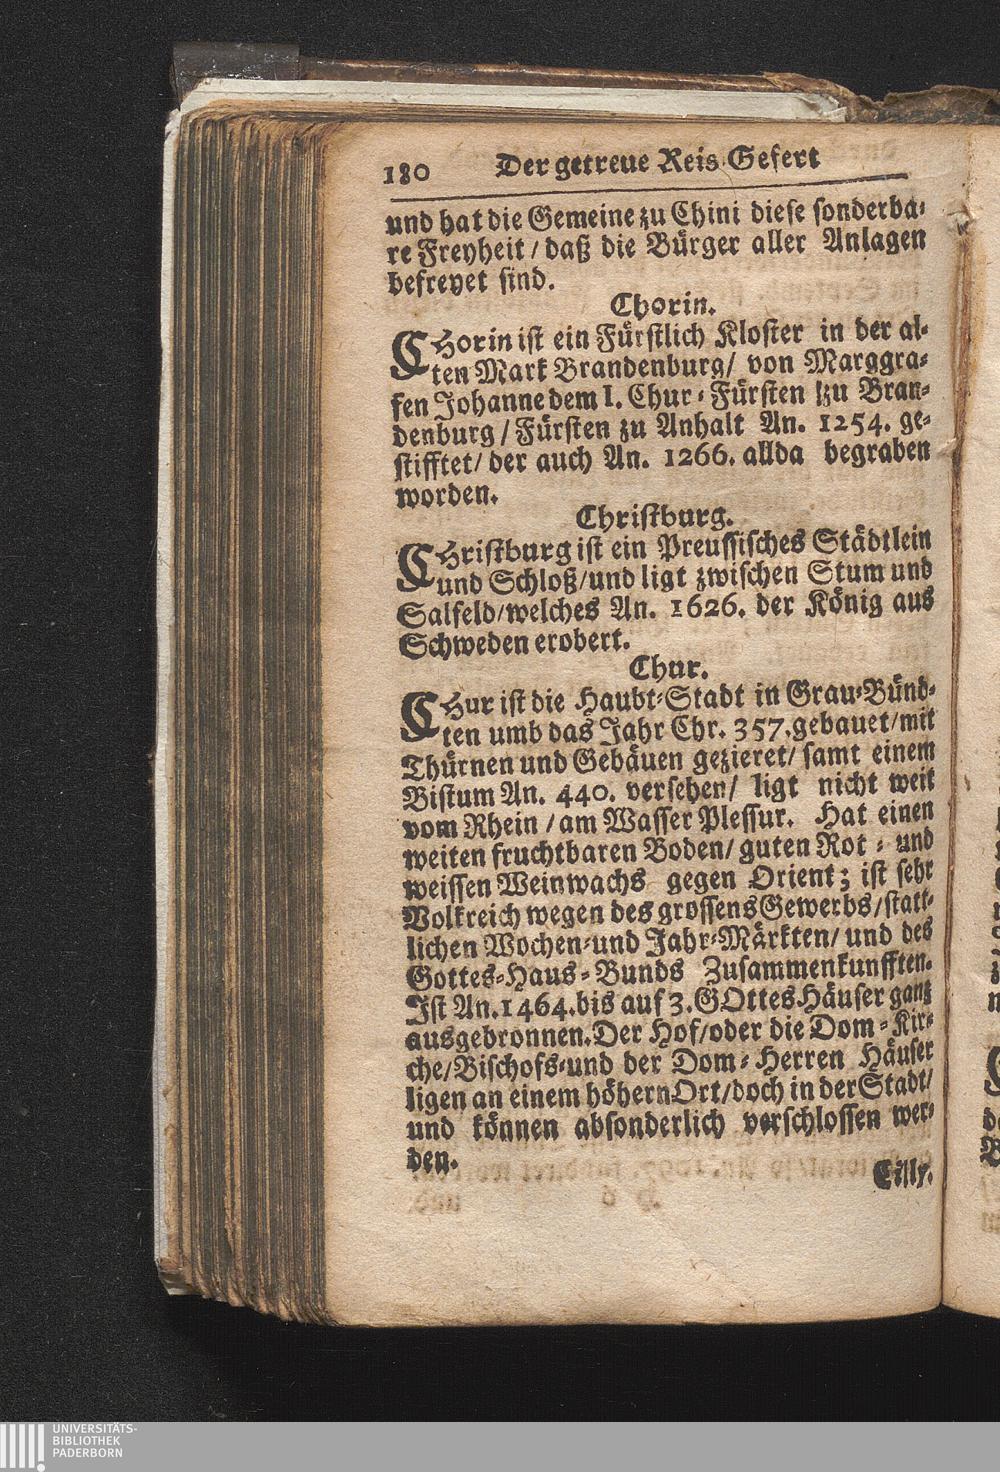 180 Der getreue Reis-Gefert
und hat die Gemeine zu Chini diese sonderba-
re Freyheit / daß die Bürger aller Anlagen
befreyet sind.
Chorin.
CHorin ist ein Fürstlich Kloster in der al-
ten Mark Brandenburg / von Marggra-
fen Johanne dem I. Chur-Fürsten zu Bran-
denburg / Fürsten zu Anhalt An. 1254. ge-
stifftet / der auch An. 1266. allda begraben
worden.
Christburg.
CHristburg ist ein Preussisches Städtlein
und Schloß / und ligt zwischen Stum und
Salfeld / welches An. 1626. der König aus
Schweden erobert.
Chur.
CHur ist die Haubt-Stadt in Grau-Bünd-
ten umb das Jahr Chr. 357. gebauet / mit
Thürnen und Gebäuen gezieret / samt einem
Bistum An. 440. versehen / ligt nicht weit
vom Rhein / am Wasser Plessur. Hat einen
weiten fruchtbaren Boden / guten Rot- und
weissen Weinwachs gegen Orient; ist sehr
Volkreich wegen des grossens Gewerbs / statt-
lichen Wochen- und Jahr-Märkten / und des
Gottes-Haus-Bunds Zusammenkunfften.
Ist An. 1464. bis auf 3. GOttes Häuser gantz
ausgebronnen. Der Hof / oder die Dom-Kir-
che / Bischofs- und der Dom-Herren Häuser
ligen an einem höhern Ort / doch in der Stadt /
und können absonderlich verschlossen wer-
den.
Cilly.
UNIVERSITÄTS-
BIBLIOTHEK
PADERBORN